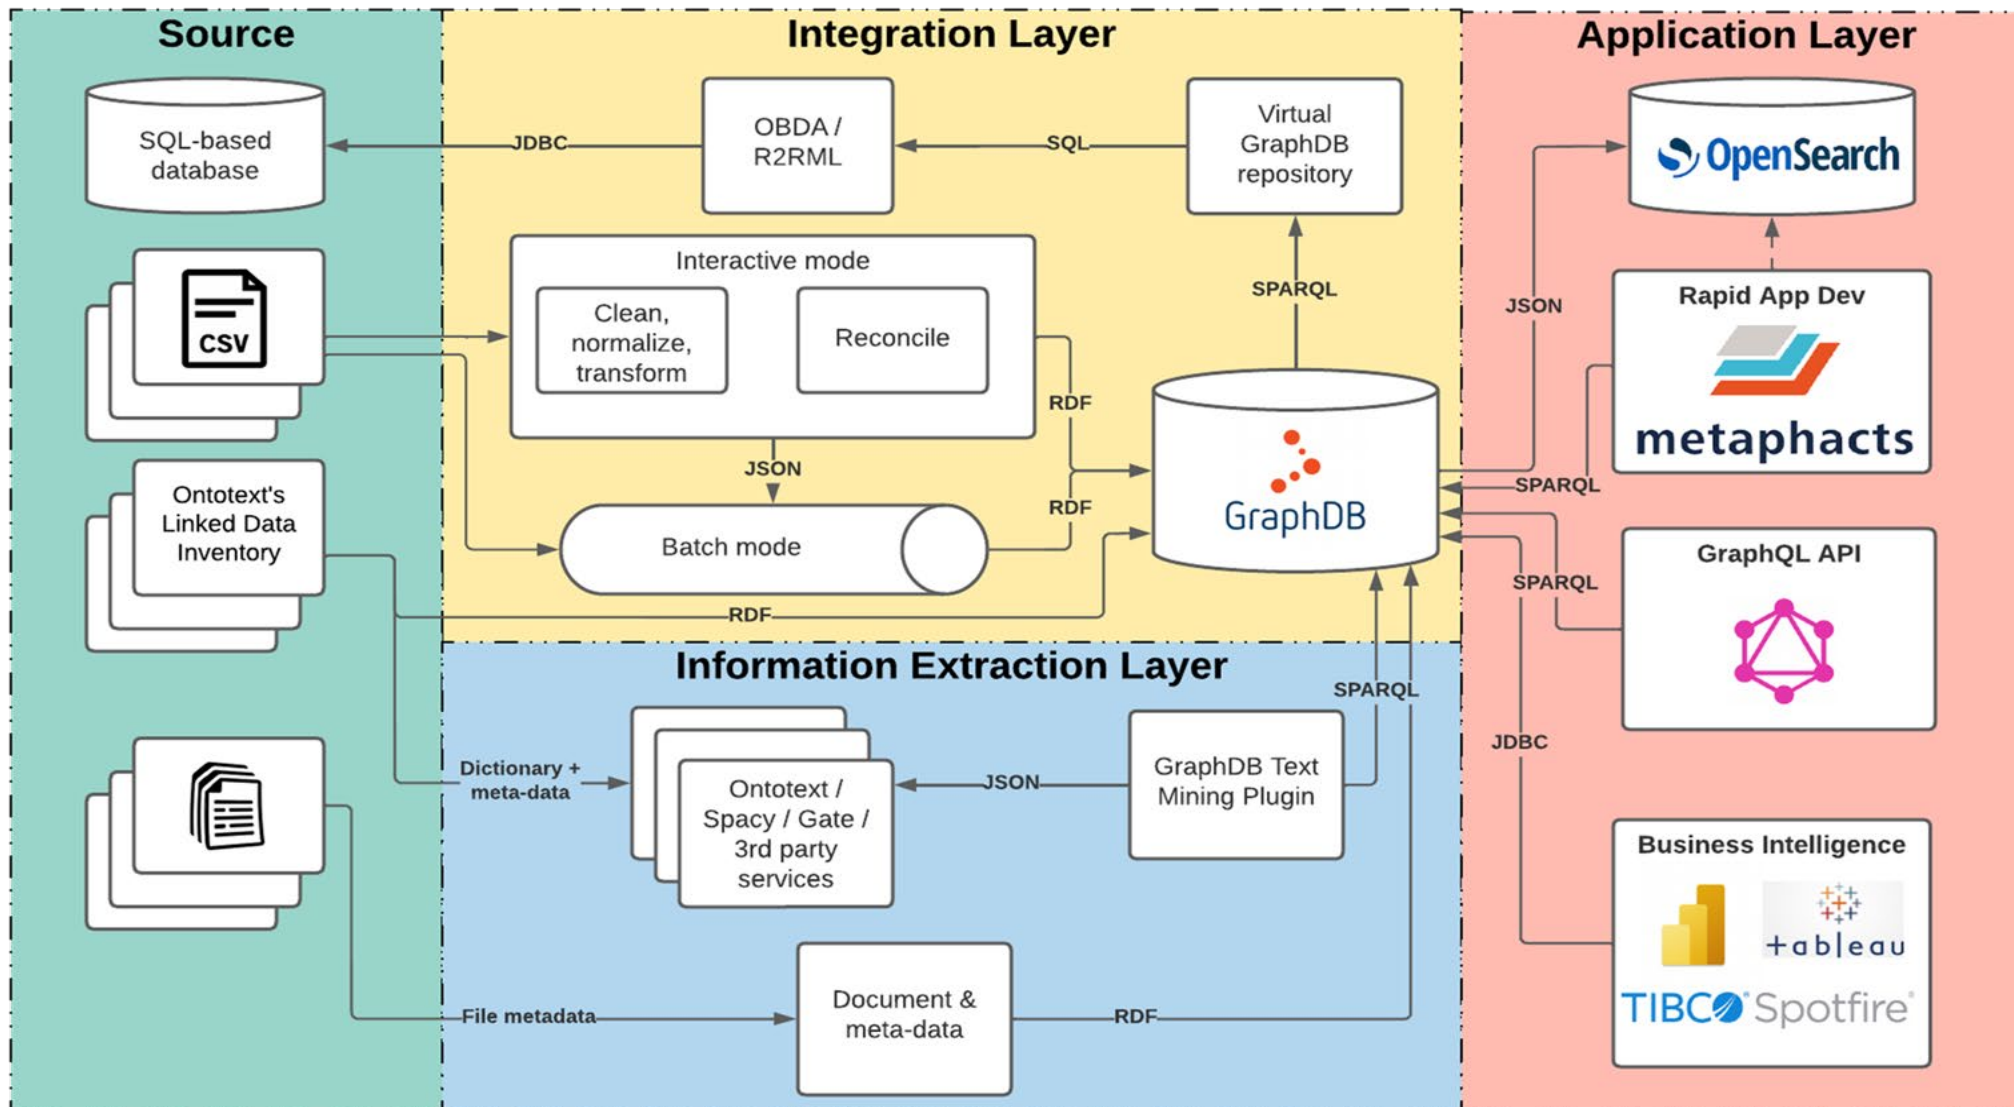 Source
Integration Layer
Application Layer
SQL-based
database
JDBC
OBDA /
R2RML
SQL
Virtual
GraphDB
repository
OpenSearch
CSV
Interactive mode
Clean,
normalize,
transform
Reconcile
SPARQL
JSON
Rapid App Dev
metaphacts
RDF
JSON
Ontotext's
Linked Data
Inventory
Batch mode
RDF
GraphDB
SPARQL
GraphQL API
SPARQL
RDF
Information Extraction Layer
SPARQL
JDBC
Dictionary +
meta-data
Ontotext /
Spacy / Gate /
3rd party
services
JSON
GraphDB Text
Mining Plugin
Business Intelligence
+ableau
TIBCO Spotfire
File metadata
Document &
meta-data
RDF